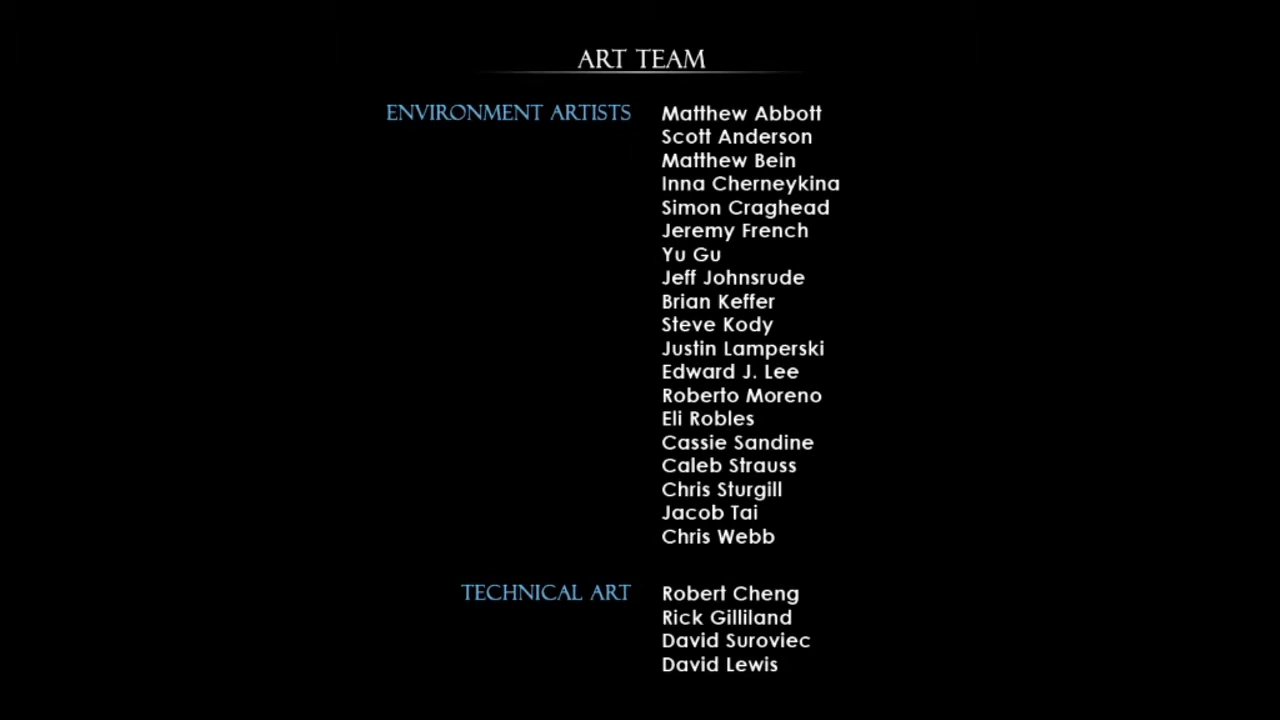 ART TEAM
ENVIRONMENT ARTISTS Matthew Abbott
Scott Anderson
Matthew Bein
Inna Cherneykina
Simon Craghead
Jeremy French
Yu Gu
Jeff Johnsrude
Brian Keffer
Steve Kody
Justin Lamperski
Edward J. Lee
Roberto Moreno
Eli Robles
Cassie Sandine
Caleb Strauss
Chris Sturgill
Jacob Tai
Chris Webb
TECHNICAL ART Robert Cheng
Rick Gilliland
David Suroviec
David Lewis